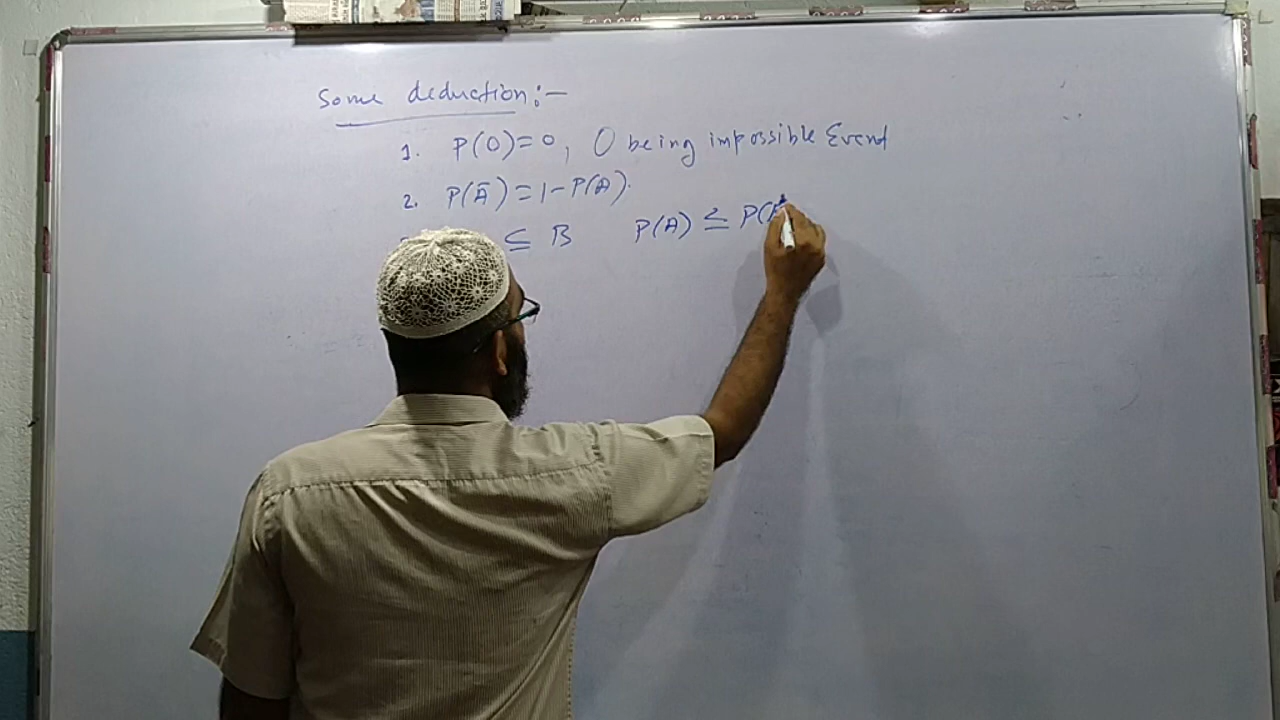 Some deduction:-
1. P(O)=0, O being impossible Event
2. P(Ā)=1-P(A).
⊆ B P(A) ≤ P(